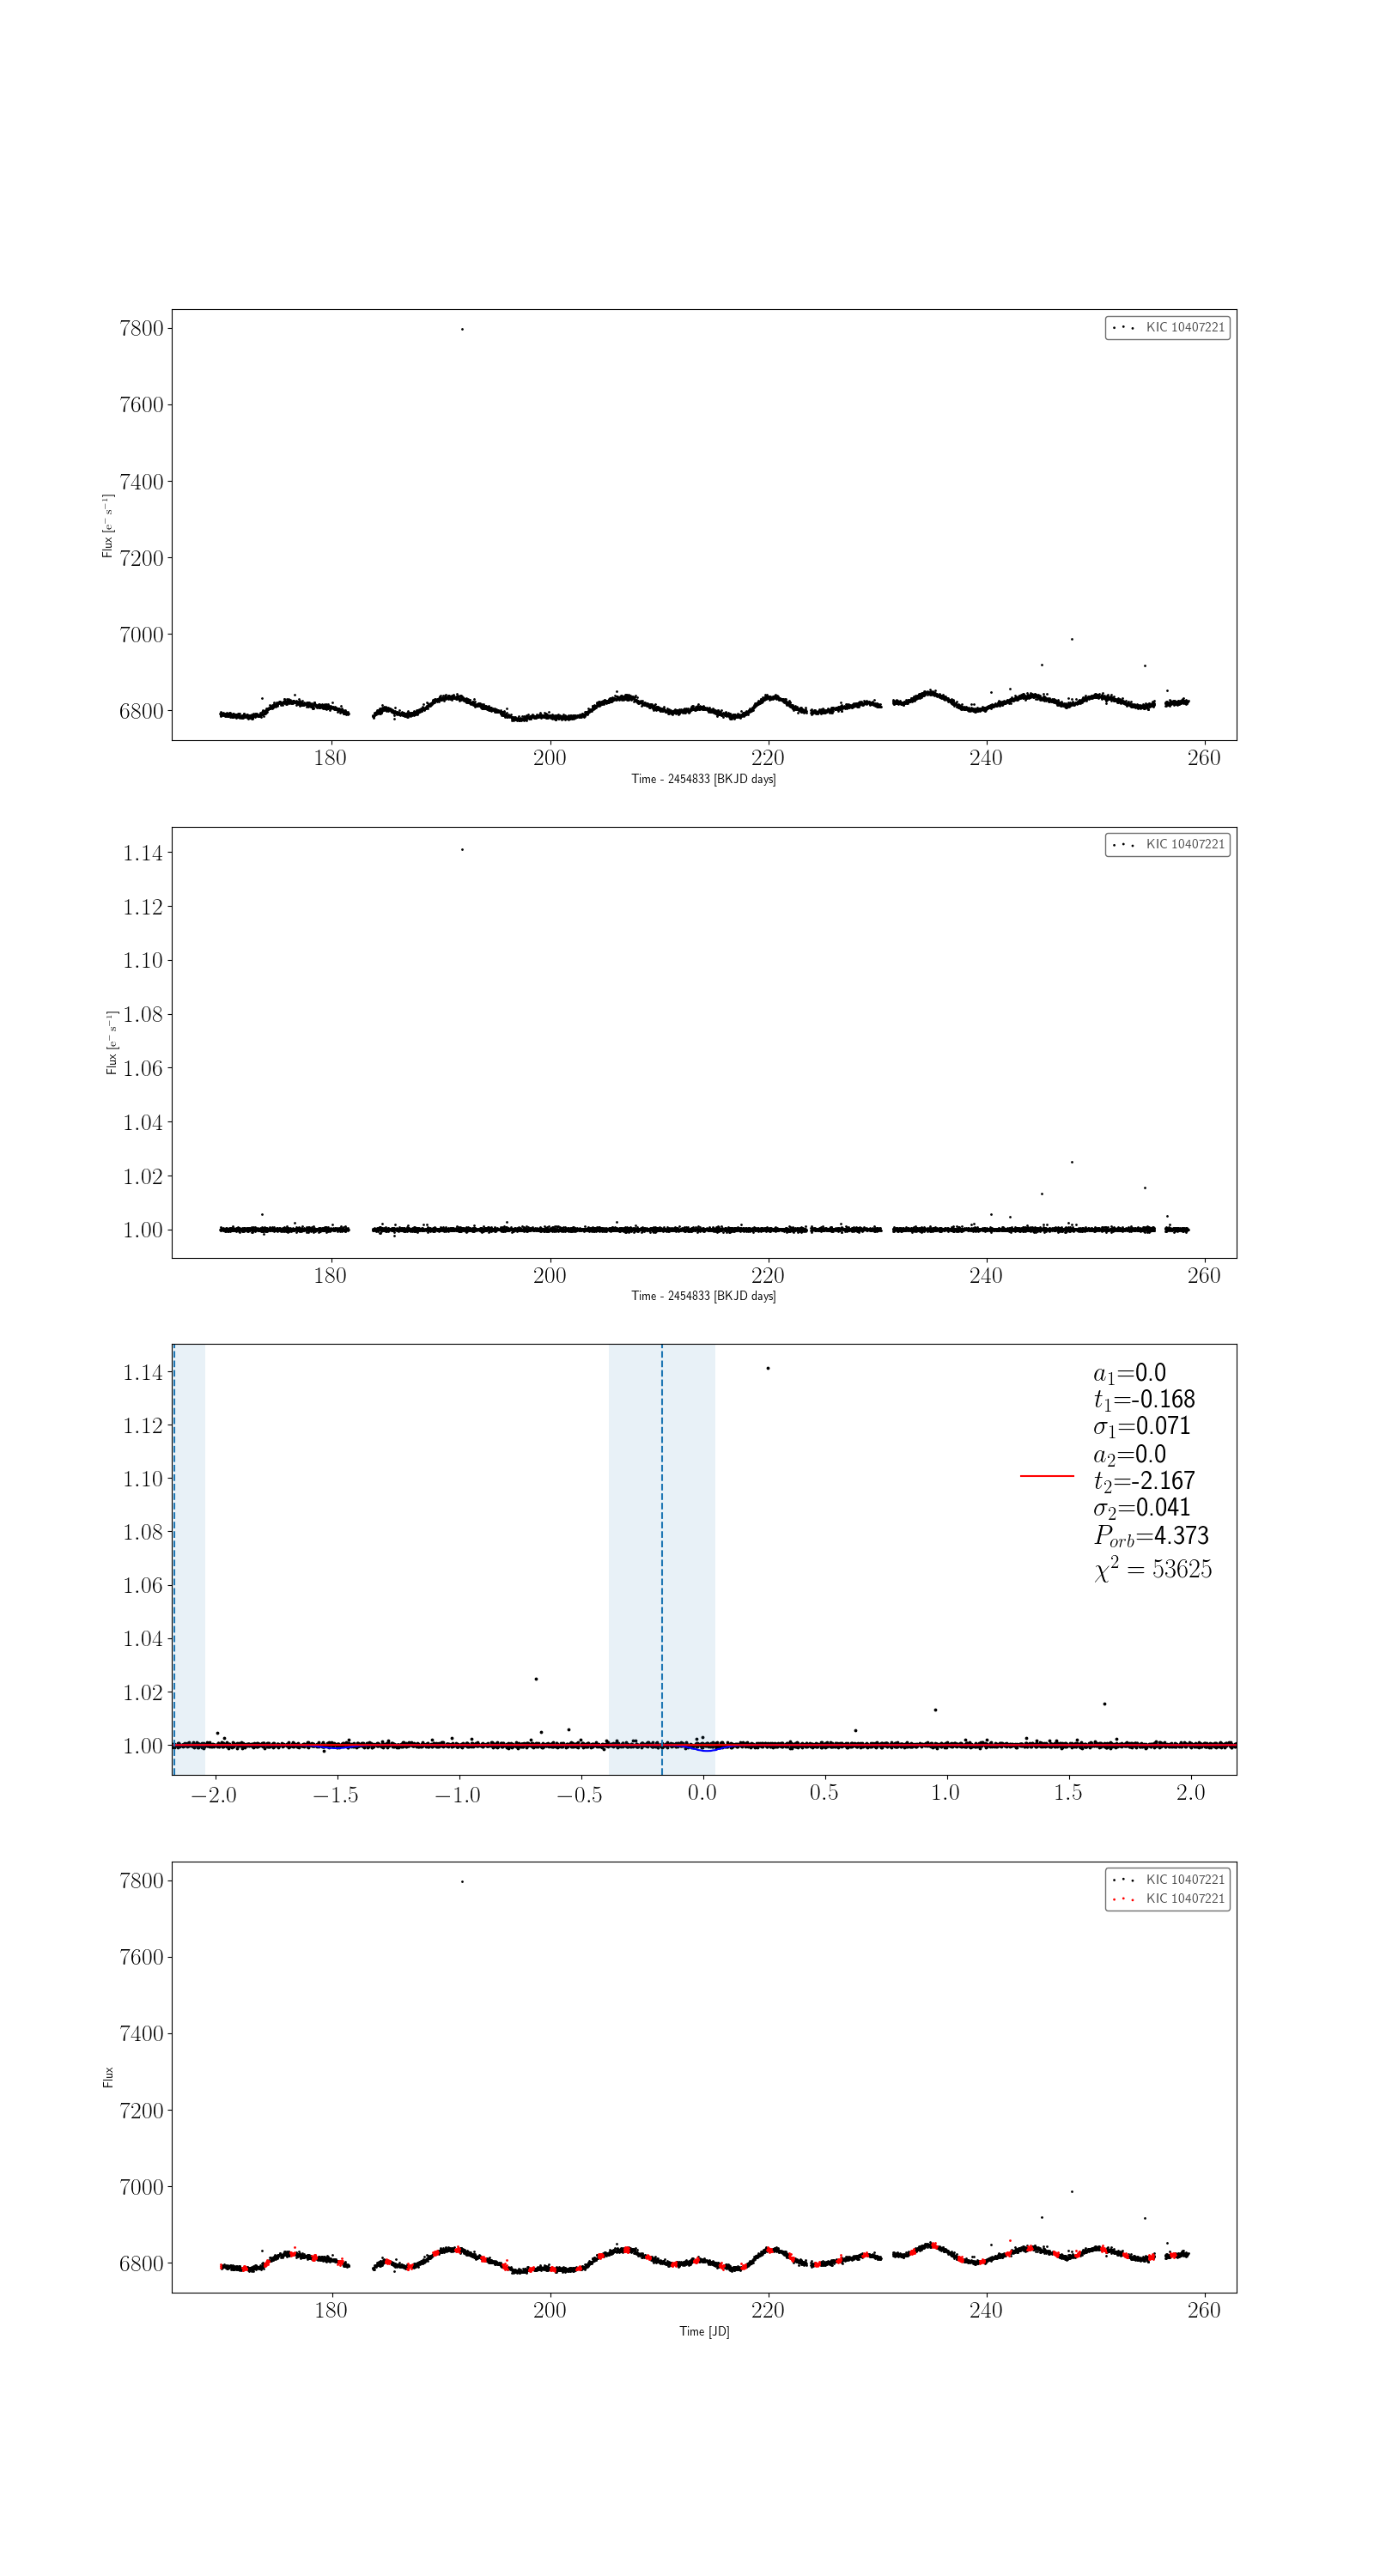 7800
7600
7400
7200
7000
6800
Flux [e⁻ s⁻¹]
KIC 10407221
180 200 220 240 260
Time - 2454833 [BKJD days]
1.14
1.12
1.10
1.08
1.06
1.04
1.02
1.00
Flux [e⁻ s⁻¹]
KIC 10407221
180 200 220 240 260
Time - 2454833 [BKJD days]
1.14
1.12
1.10
1.08
1.06
1.04
1.02
1.00
a₁=0.0
t₁=-0.168
σ₁=0.071
a₂=0.0
t₂=-2.167
σ₂=0.041
P_orb=4.373
χ² = 53625
−2.0 −1.5 −1.0 −0.5 0.0 0.5 1.0 1.5 2.0
7800
7600
7400
7200
7000
6800
Flux
KIC 10407221
KIC 10407221
180 200 220 240 260
Time [JD]